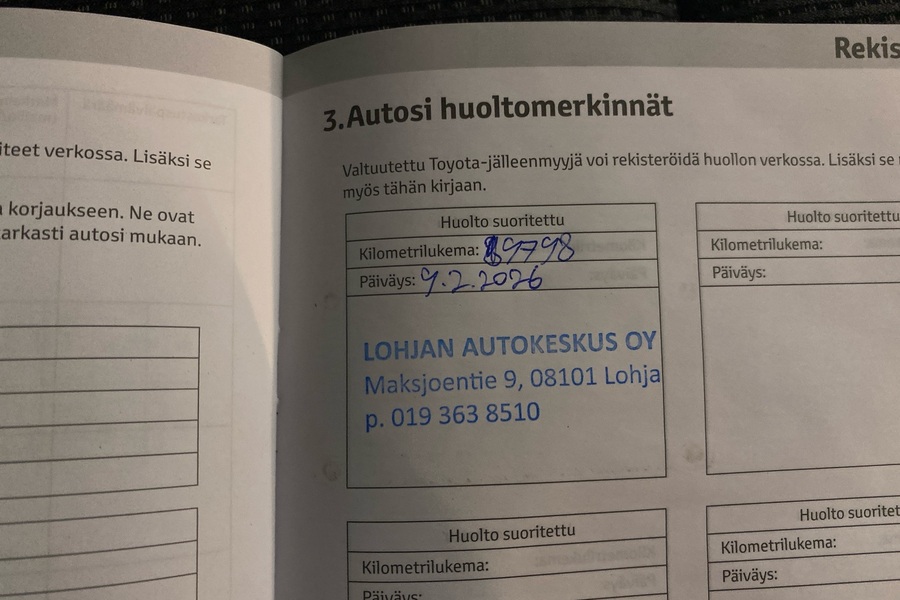 iteet verkossa. Lisäksi se
korjaukseen. Ne ovat
tarkasti autosi mukaan.
Rekis
3.Autosi huoltomerkinnät
Valtuutettu Toyota-jälleenmyyjä voi rekisteröidä huollon verkossa. Lisäksi se
myös tähän kirjaan.
Huolto suoritettu
Kilometrilukema: 89798
Päiväys: 9.2.2026
LOHJAN AUTOKESKUS OY
Maksjoentie 9, 08101 Lohja
p. 019 363 8510
Huolto suoritettu
Kilometrilukema:
Päiväys:
Huolto suoritettu
Kilometrilukema:
Päiväys:
Huolto suoritet
Kilometrilukema:
Päiväys: